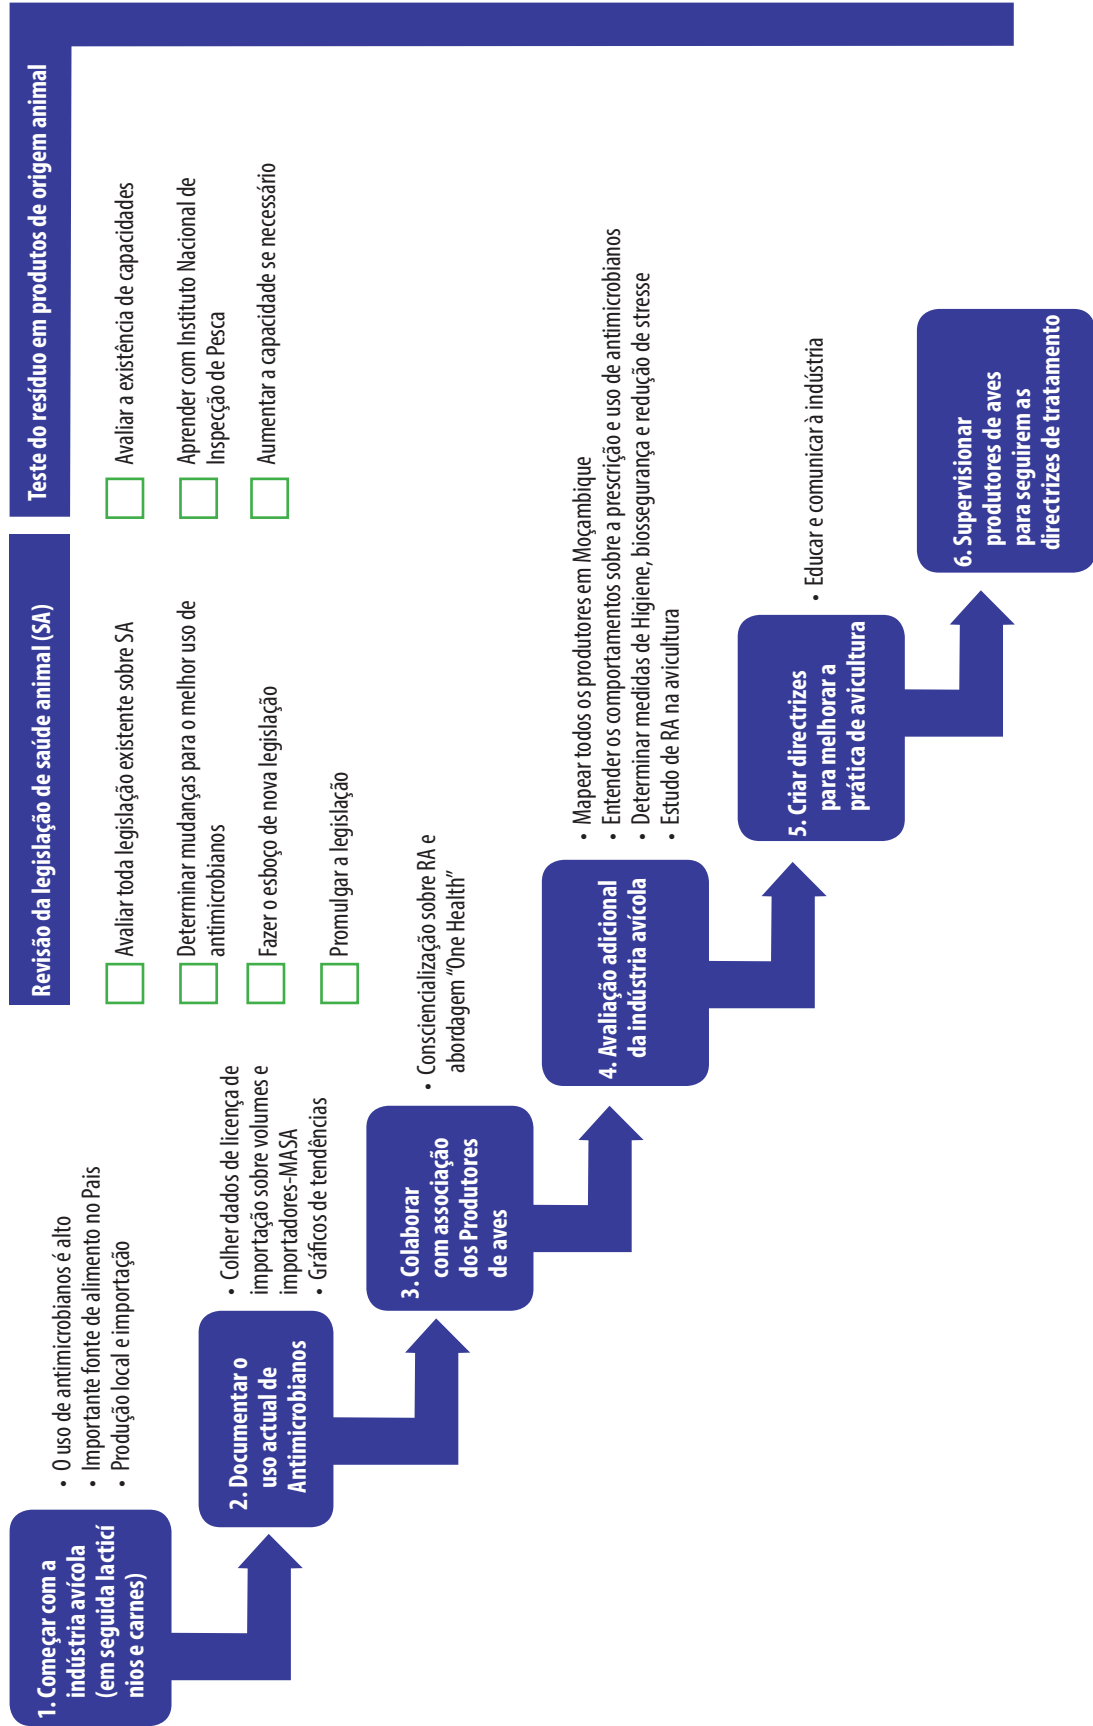 1. Começar com a
indústria avícola
(em seguida lacticí
nios e carnes)
• O uso de antimicrobianos é alto
• Importante fonte de alimento no Pais
• Produção local e importação
2. Documentar o
uso actual de
Antimicrobianos
• Colher dados de licença de
importação sobre volumes e
importadores-MASA
• Gráficos de tendências
3. Colaborar
com associação
dos Produtores
de aves
• Consciencialização sobre RA e
abordagem “One Health”
4. Avaliação adicional
da indústria avícola
• Mapear todos os produtores em Moçambique
• Entender os comportamentos sobre a prescrição e uso de antimicrobianos
• Determinar medidas de Higiene, biossegurança e redução de stresse
• Estudo de RA na avicultura
5. Criar directrizes
para melhorar a
prática de avicultura
• Educar e comunicar à indústria
6. Supervisionar
produtores de aves
para seguirem as
directrizes de tratamento
Revisão da legislação de saúde animal (SA)
Avaliar toda legislação existente sobre SA
Determinar mudanças para o melhor uso de
antimicrobianos
Fazer o esboço de nova legislação
Promulgar a legislação
Teste do resíduo em produtos de origem animal
Avaliar a existência de capacidades
Aprender com Instituto Nacional de
Inspecção de Pesca
Aumentar a capacidade se necessário